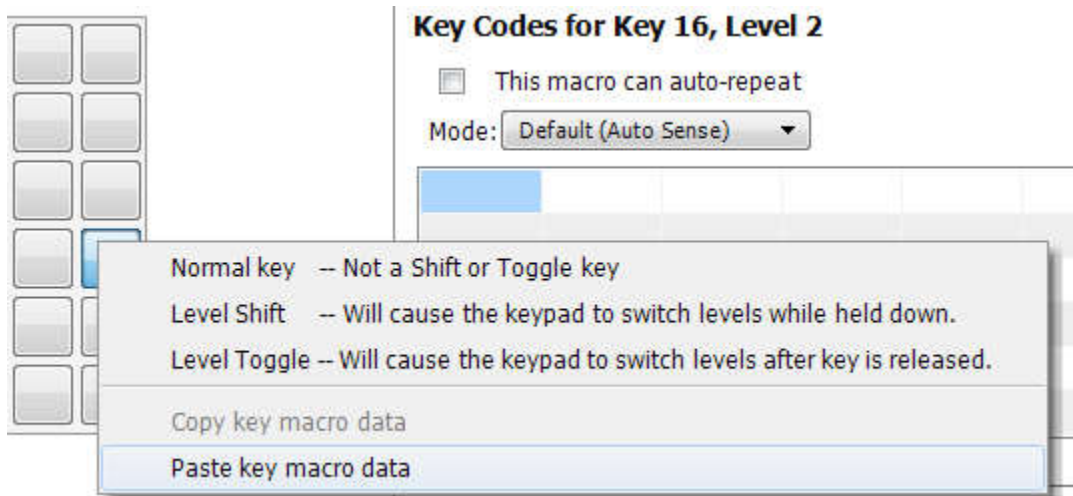 Key Codes for Key 16, Level 2
This macro can auto-repeat
Mode: Default (Auto Sense)
Normal key -- Not a Shift or Toggle key
Level Shift -- Will cause the keypad to switch levels while held down.
Level Toggle -- Will cause the keypad to switch levels after key is released.
Copy key macro data
Paste key macro data